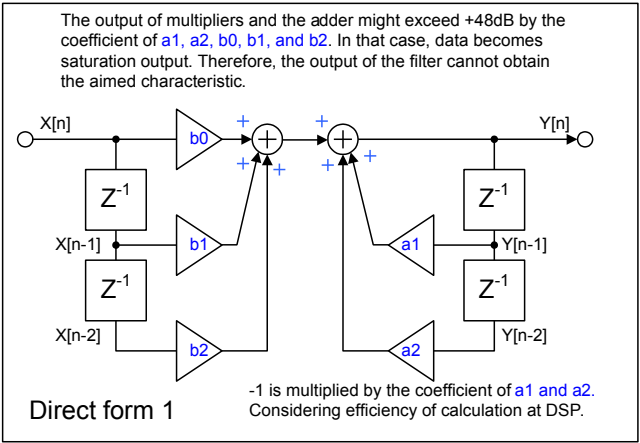 The output of multipliers and the adder might exceed +48dB by the
coefficient of a1, a2, b0, b1, and b2. In that case, data becomes
saturation output. Therefore, the output of the filter cannot obtain
the aimed characteristic.
X[n] b0 + + + Y[n]
+ + + +
Z-1 Z-1
X[n-1] b1 a1 Y[n-1]
Z-1 Z-1
X[n-2] b2 a2 Y[n-2]
-1 is multiplied by the coefficient of a1 and a2.
Direct form 1 Considering efficiency of calculation at DSP.